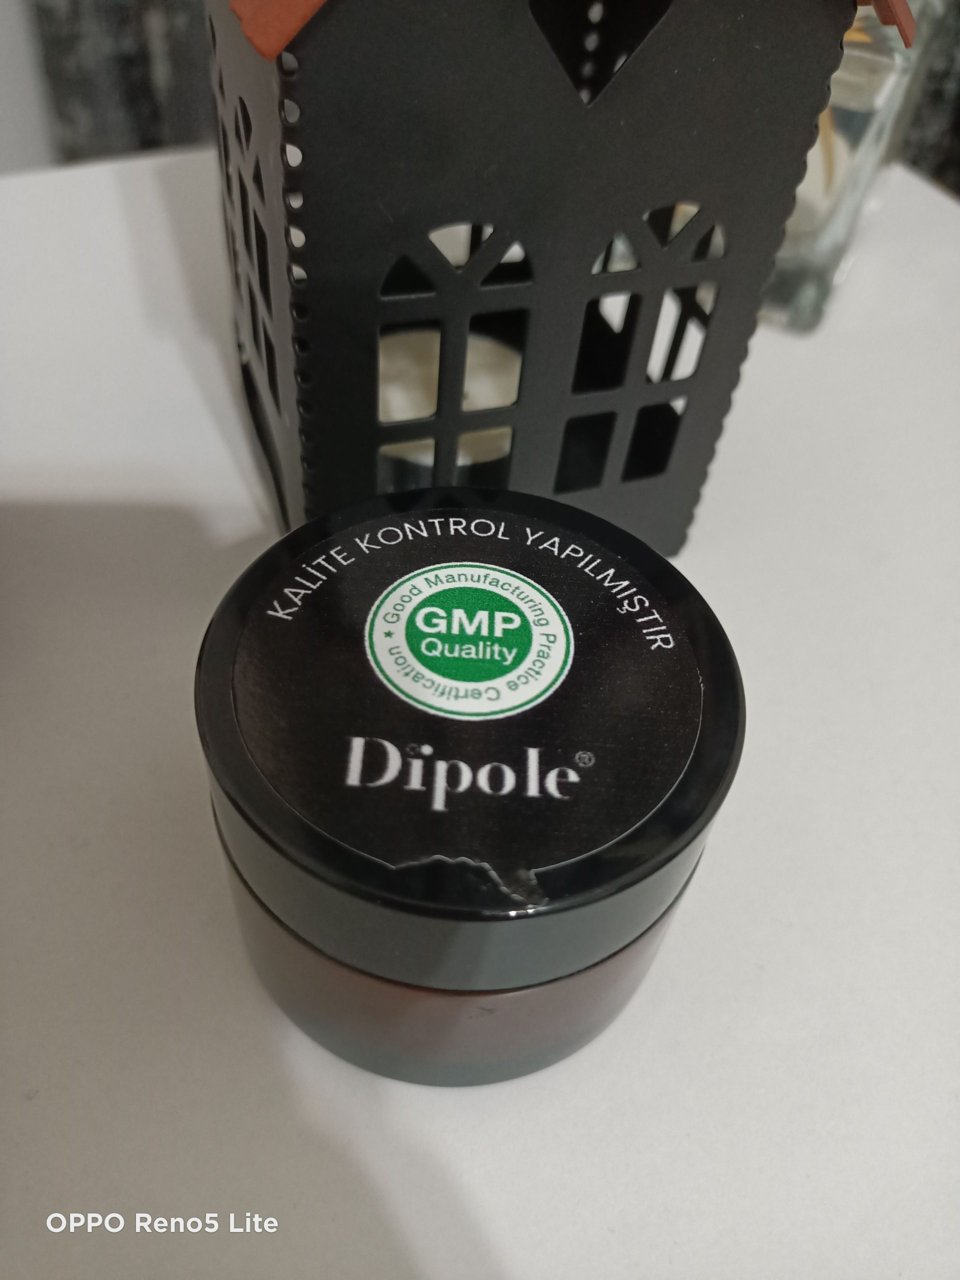 KALİTE KONTROL YAPILMIŞTIR
Good Manufacturing Practice Certification ★
GMP
Quality
Dipole®
OPPO Reno5 Lite